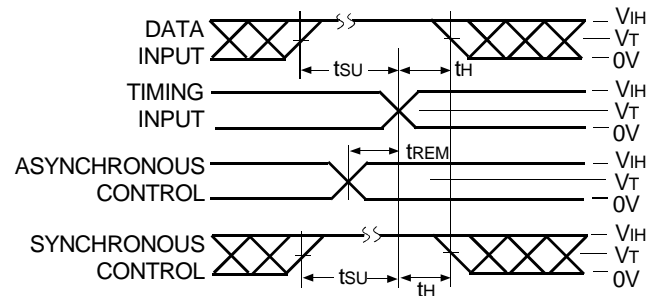 DATA
INPUT
tSU
tH
VIH
VT
0V
TIMING
INPUT
VIH
VT
0V
tREM
ASYNCHRONOUS
CONTROL
VIH
VT
0V
SYNCHRONOUS
CONTROL
tSU
tH
VIH
VT
0V